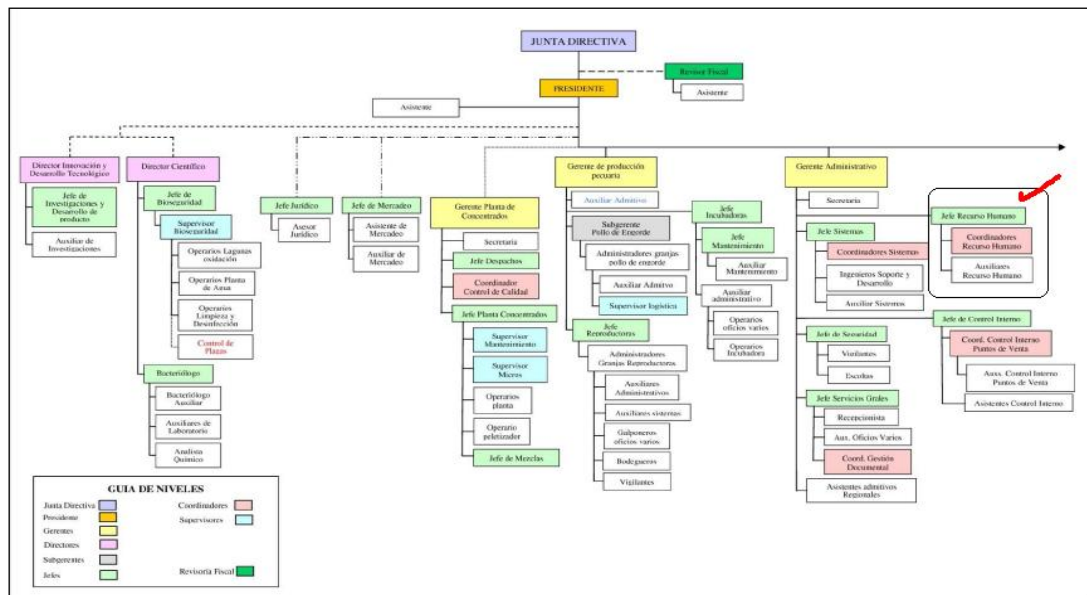 JUNTA DIRECTIVA
Revisor Fiscal
Asistente
PRESIDENTE
Asistente
Director Innovación y
Desarrollo Tecnológico
Jefe de
Investigaciones y
Desarrollo de
producto
Auxiliar de
Investigaciones
Director Científico
Jefe de
Bioseguridad
Supervisor
Bioseguridad
Operarios Lagunas
oxidación
Operarios Planta
de Agua
Operarios
Limpieza y
Desinfección
Control de
Plagas
Bacteriólogo
Bacteriólogo
Auxiliar
Auxiliares de
Laboratorio
Analista
Químico
Jefe Jurídico
Asesor
Jurídico
Jefe de Mercadeo
Asistente de
Mercadeo
Auxiliar de
Mercadeo
Gerente Planta de
Concentrados
Secretaria
Jefe Despachos
Coordinador
Control de Calidad
Jefe Planta Concentrados
Supervisor
Mantenimiento
Supervisor
Micros
Operarios
planta
Operario
peletizador
Jefe de Mezclas
Gerente de producción
pecuaria
Auxiliar Admitivo
Subgerente
Pollo de Engorde
Administradores granjas
pollo de engorde
Auxiliar Admitvo
Supervisor logística
Jefe
Reproductoras
Administradores
Granjas Reproductoras
Auxiliares
Administrativos
Auxiliares sistemas
Galponeros
oficios varios
Bodegueros
Vigilantes
Jefe
Incubadoras
Jefe
Mantenimiento
Auxiliar
Mantenimiento
Auxiliar
administrativo
Operarios
oficios varios
Operarios
Incubadora
Gerente Administrativo
Secretaria
Jefe Sistemas
Coordinadores Sistemas
Ingenieros Soporte y
Desarrollo
Auxiliar Sistemas
Jefe de Seguridad
Vigilantes
Escoltas
Jefe Servicios Grales
Recepcionista
Aux. Oficios Varios
Coord. Gestión
Documental
Asistentes admitivos
Regionales
Jefe Recurso Humano
Coordinadores
Recurso Humano
Auxiliares
Recurso Humano
Jefe de Control Interno
Coord. Control Interno
Puntos de Venta
Auxs. Control Interno
Puntos de Venta
Asistentes Control Interno
GUIA DE NIVELES
Junta Directiva
Presidente
Gerentes
Directores
Subgerentes
Jefes
Coordinadores
Supervisores
Revisoría Fiscal